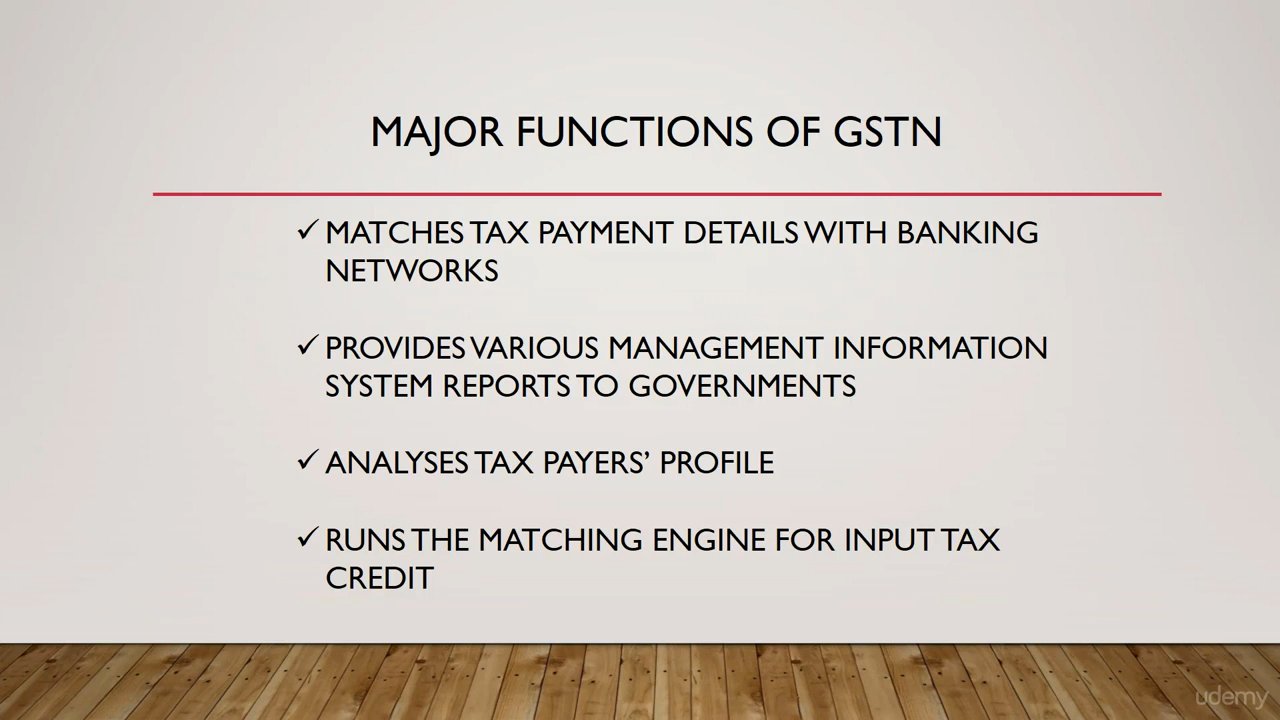 MAJOR FUNCTIONS OF GSTN
✓ MATCHES TAX PAYMENT DETAILS WITH BANKING
NETWORKS
✓ PROVIDES VARIOUS MANAGEMENT INFORMATION
SYSTEM REPORTS TO GOVERNMENTS
✓ ANALYSES TAX PAYERS’ PROFILE
✓ RUNS THE MATCHING ENGINE FOR INPUT TAX
CREDIT
udemy